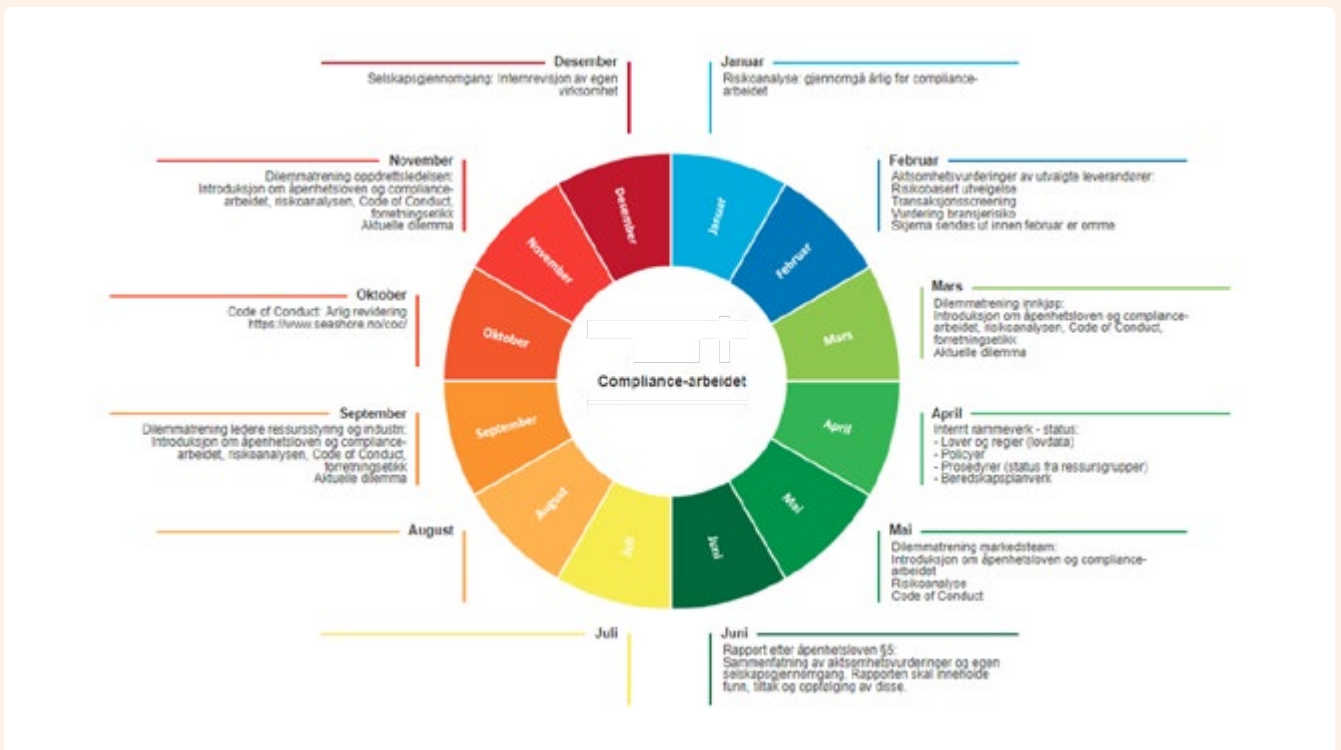 Desember
Selskapsgjennomgang: Internrevisjon av egen
virksomhet
Januar
Risikoanalyse: gjennomgå årlig for compliance-
arbeidet
November
Dilemmatrening oppdrettsledelsen:
Introduksjon om åpenhetsloven og compliance-
arbeidet, risikoanalysen, Code of Conduct,
forretningsetikk
Aktuelle dilemma
Februar
Aktsomhetsvurderinger av utvalgte leverandører:
Risikobasert utvelgelse
Transaksjonsscreening
Vurdering bransjerisiko
Skjema sendes ut innen februar er omme
Oktober
Code of Conduct: Årlig revidering
https://www.seashore.no/coc/
Mars
Dilemmatrening innkjøp:
Introduksjon om åpenhetsloven og compliance-
arbeidet, risikoanalysen, Code of Conduct,
forretningsetikk
Aktuelle dilemma
September
Dilemmatrening ledere ressursstyring og industri:
Introduksjon om åpenhetsloven og compliance-
arbeidet, risikoanalysen, Code of Conduct,
forretningsetikk
Aktuelle dilemma
April
Internt rammeverk - status:
- Lover og regler (lovdata)
- Policyer
- Prosedyrer (status fra ressursgrupper)
- Beredskapsplanverk
August
Mai
Dilemmatrening markedsteam:
Introduksjon om åpenhetsloven og compliance-
arbeidet
Risikoanalyse
Code of Conduct
Juli
Juni
Rapport etter åpenhetsloven §5:
Sammenfatning av aktsomhetsvurderinger og egen
selskapsgjennomgang. Rapporten skal inneholde
funn, tiltak og oppfølging av disse.
Januar
Februar
Mars
April
Mai
Juni
Juli
August
September
Oktober
November
Desember
Compliance-arbeidet